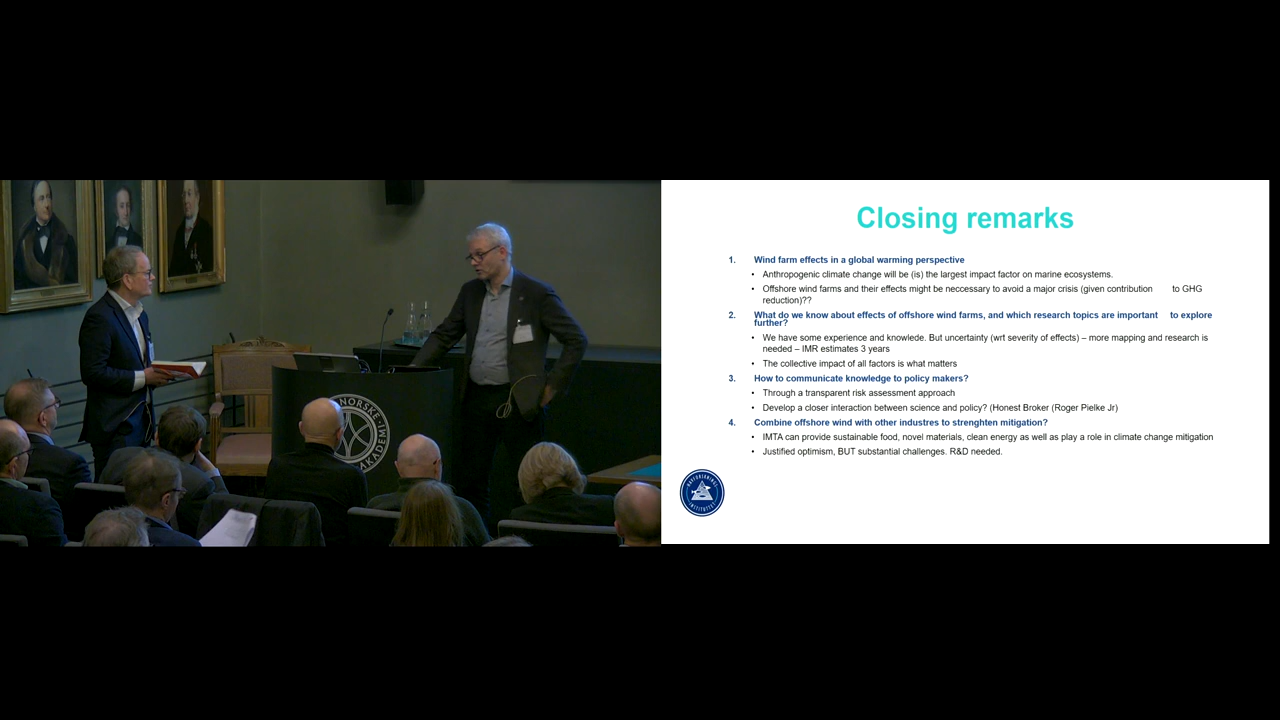 NORSKE
AKADEMI
Closing remarks
1. Wind farm effects in a global warming perspective
• Anthropogenic climate change will be (is) the largest impact factor on marine ecosystems.
• Offshore wind farms and their effects might be neccessary to avoid a major crisis (given contribution to GHG
reduction)??
2. What do we know about effects of offshore wind farms, and which research topics are important to explore
further?
• We have some experience and knowlede. But uncertainty (wrt severity of effects) – more mapping and research is
needed – IMR estimates 3 years
• The collective impact of all factors is what matters
3. How to communicate knowledge to policy makers?
• Through a transparent risk assessment approach
• Develop a closer interaction between science and policy? (Honest Broker (Roger Pielke Jr)
4. Combine offshore wind with other industres to strenghten mitigation?
• IMTA can provide sustainable food, novel materials, clean energy as well as play a role in climate change mitigation
• Justified optimism, BUT substantial challenges. R&D needed.
HAVFORSKNINGS
INSTITUTTET